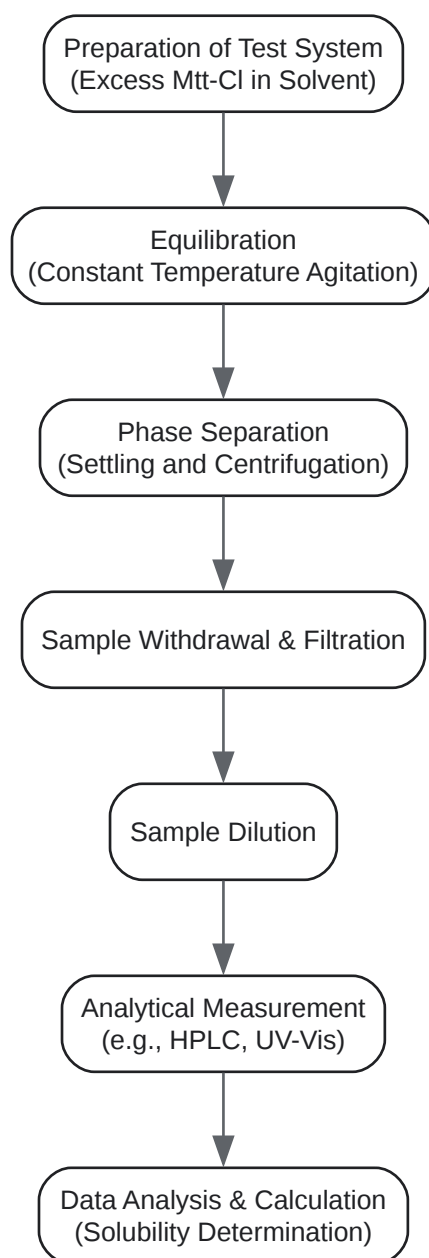 Preparation of Test System
(Excess Mtt-Cl in Solvent)
Equilibration
(Constant Temperature Agitation)
Phase Separation
(Settling and Centrifugation)
Sample Withdrawal & Filtration
Sample Dilution
Analytical Measurement
(e.g., HPLC, UV-Vis)
Data Analysis & Calculation
(Solubility Determination)